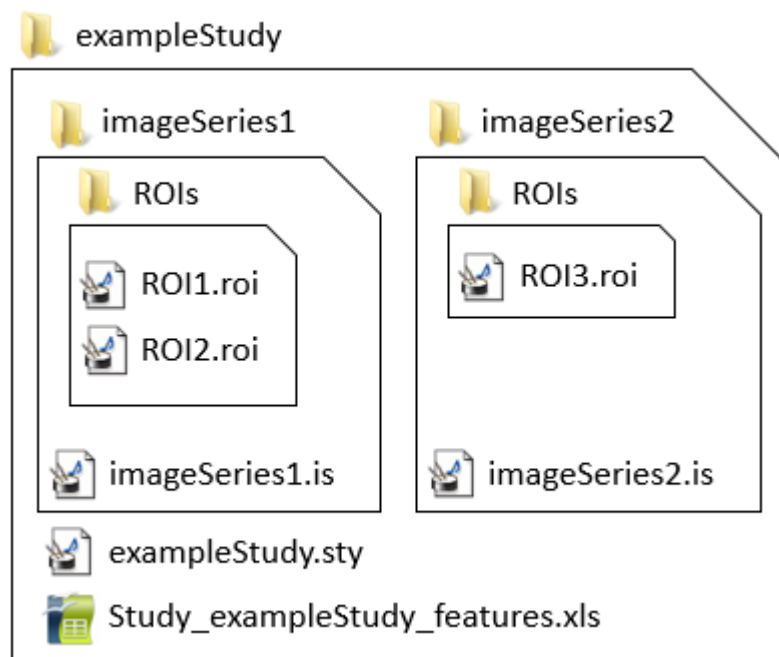 exampleStudy
imageSeries1
ROIs
ROI1.roi
ROI2.roi
imageSeries1.is
imageSeries2
ROIs
ROI3.roi
imageSeries2.is
exampleStudy.sty
Study_exampleStudy_features.xls